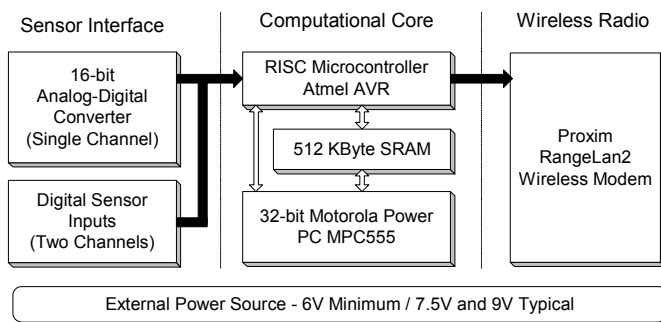 Sensor Interface
Computational Core
Wireless Radio
16-bit
Analog-Digital
Converter
(Single Channel)
Digital Sensor
Inputs
(Two Channels)
RISC Microcontroller
Atmel AVR
512 KByte SRAM
32-bit Motorola Power
PC MPC555
Proxim
RangeLan2
Wireless Modem
External Power Source - 6V Minimum / 7.5V and 9V Typical